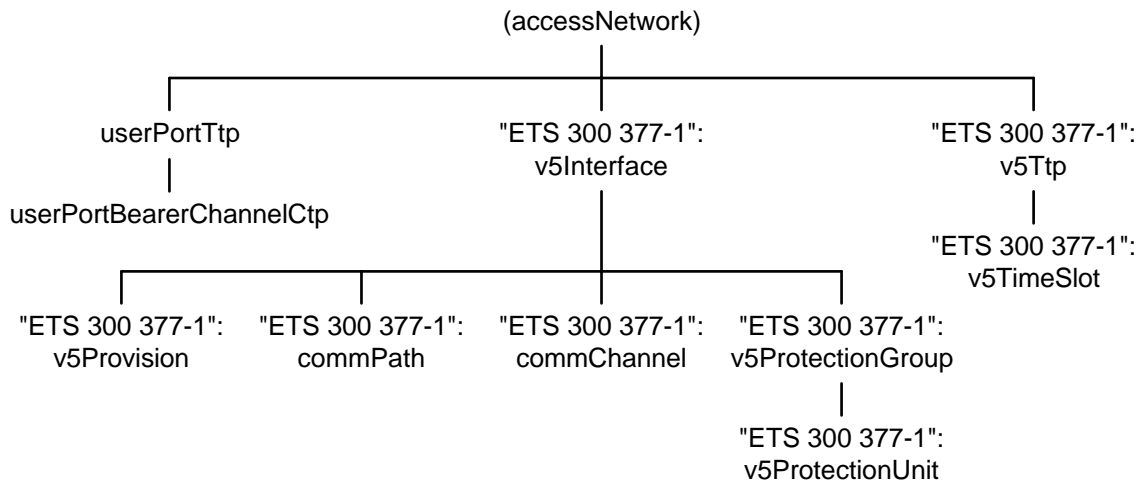 (accessNetwork)
userPortTtp
"ETS 300 377-1":
v5Interface
"ETS 300 377-1":
v5Ttp
userPortBearerChannelCtp
"ETS 300 377-1":
v5TimeSlot
"ETS 300 377-1":
v5Provision
"ETS 300 377-1":
commPath
"ETS 300 377-1":
commChannel
"ETS 300 377-1":
v5ProtectionGroup
"ETS 300 377-1":
v5ProtectionUnit